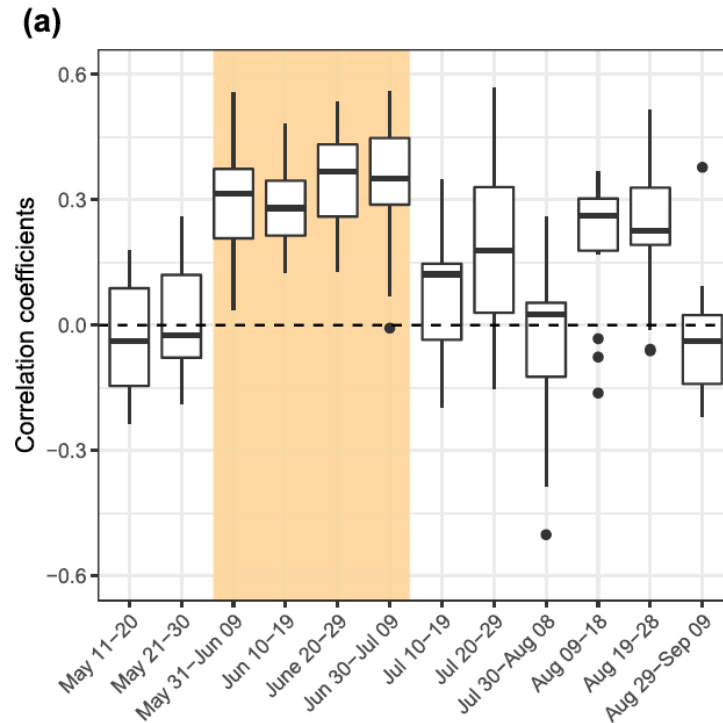 (a)
Correlation coefficients
0.6
0.3
0.0
−0.3
−0.6
May 11−20
May 21−30
May 31−Jun 09
Jun 10−19
June 20−29
Jun 30−Jul 09
Jul 10−19
Jul 20−29
Jul 30−Aug 08
Aug 09−18
Aug 19−28
Aug 29−Sep 09